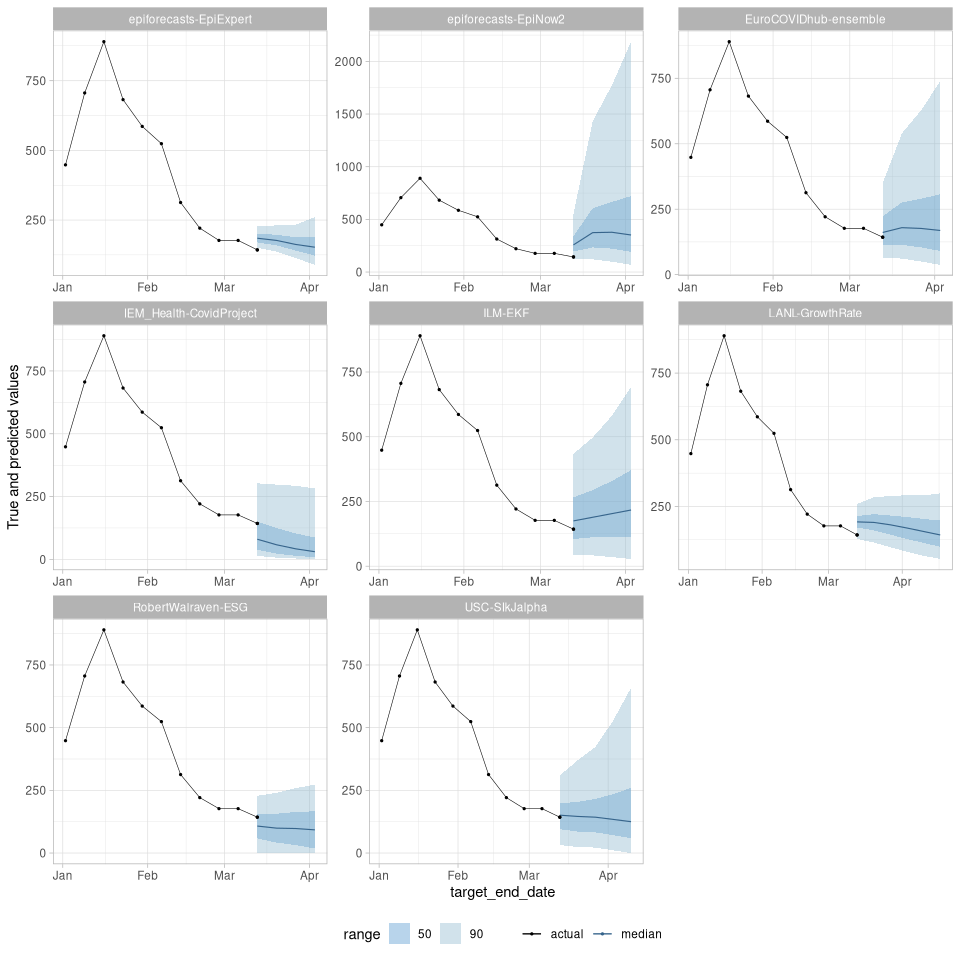 epiforecasts-EpiExpert epiforecasts-EpiNow2 EuroCOVIDhub-ensemble
750
500
250
Jan Feb Mar Apr
2000
1500
1000
500
0
Jan Feb Mar Apr
750
500
250
0
Jan Feb Mar Apr
IEM_Health-CovidProject ILM-EKF LANL-GrowthRate
750
500
250
0
Jan Feb Mar Apr
750
500
250
0
Jan Feb Mar Apr
750
500
250
Jan Feb Mar Apr
RobertWalraven-ESG USC-SIkJalpha
750
500
250
0
Jan Feb Mar Apr
750
500
250
0
Jan Feb Mar Apr
True and predicted values
target_end_date
range 50 90 actual median